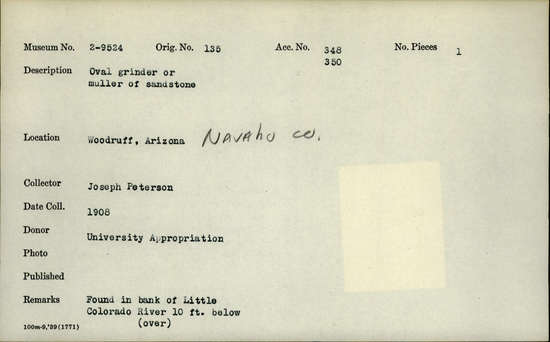 Museum No. 2-9524 Orig. No. 135 Acc. No. 348 No. Pieces 1
350
Description Oval grinder or
muller of sandstone
Location Woodruff, Arizona Navaho co.
Collector Joseph Peterson
Date Coll. 1908
Donor University Appropriation
Photo
Published
Remarks Found in bank of Little
Colorado River 10 ft. below
100m-9,'39(1771) (over)